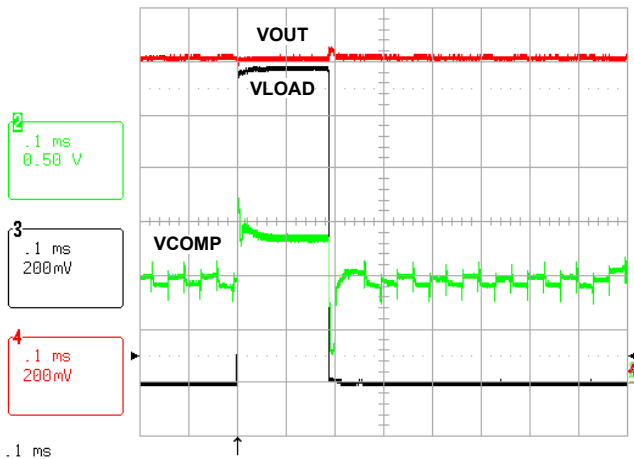 VOUT
VLOAD
2
.1 ms
0.50 V
3
.1 ms
200mV
VCOMP
4
.1 ms
200mV
.1 ms